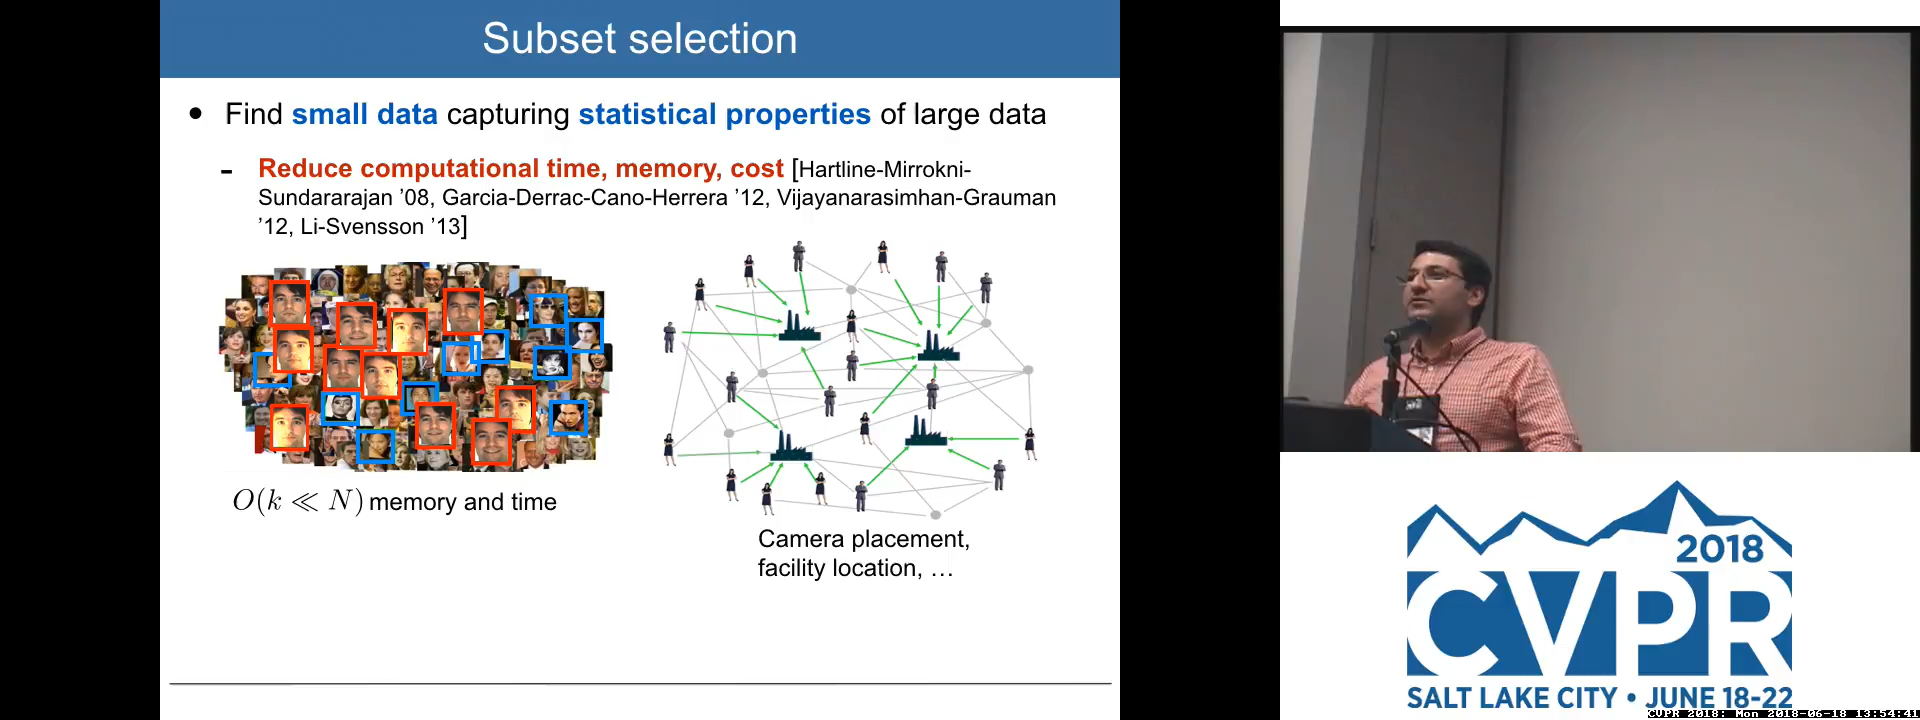 Subset selection
• Find small data capturing statistical properties of large data
- Reduce computational time, memory, cost [Hartline-Mirrokni-
Sundararajan ’08, Garcia-Derrac-Cano-Herrera ’12, Vijayanarasimhan-Grauman
’12, Li-Svensson ’13]
O(k ≪ N) memory and time
Camera placement,
facility location, …
2018
CVPR
SALT LAKE CITY • JUNE 18-22
CVPR 2018: Mon 2018-06-18 13:54:41